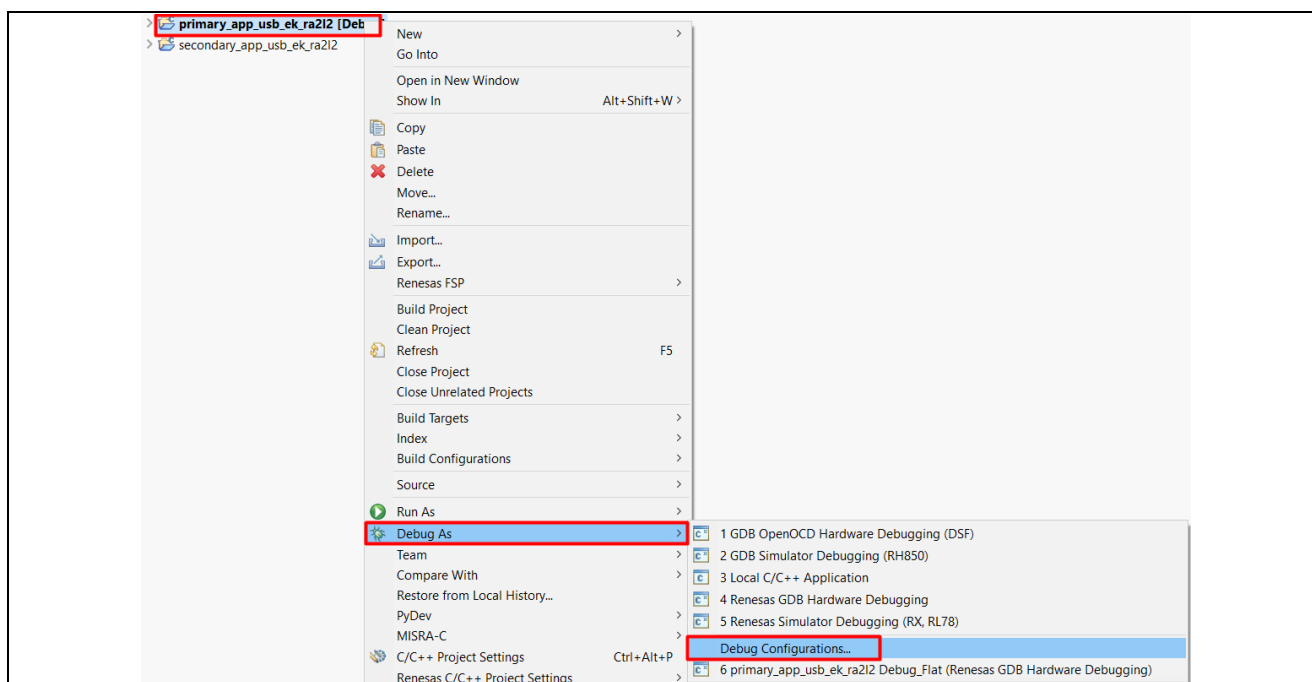 primary_app_usb_ek_ra2l2 [Deb
secondary_app_usb_ek_ra2l2
New
Go Into
Open in New Window
Show In Alt+Shift+W >
Copy
Paste
Delete
Move...
Rename...
Import...
Export...
Renesas FSP
Build Project
Clean Project
Refresh F5
Close Project
Close Unrelated Projects
Build Targets
Index
Build Configurations
Source
Run As
Debug As
Team
Compare With
Restore from Local History...
PyDev
MISRA-C
C/C++ Project Settings Ctrl+Alt+P
Renesas C/C++ Project Settings
1 GDB OpenOCD Hardware Debugging (DSF)
2 GDB Simulator Debugging (RH850)
3 Local C/C++ Application
4 Renesas GDB Hardware Debugging
5 Renesas Simulator Debugging (RX, RL78)
Debug Configurations...
6 primary_app_usb_ek_ra2l2 Debug_Flat (Renesas GDB Hardware Debugging)